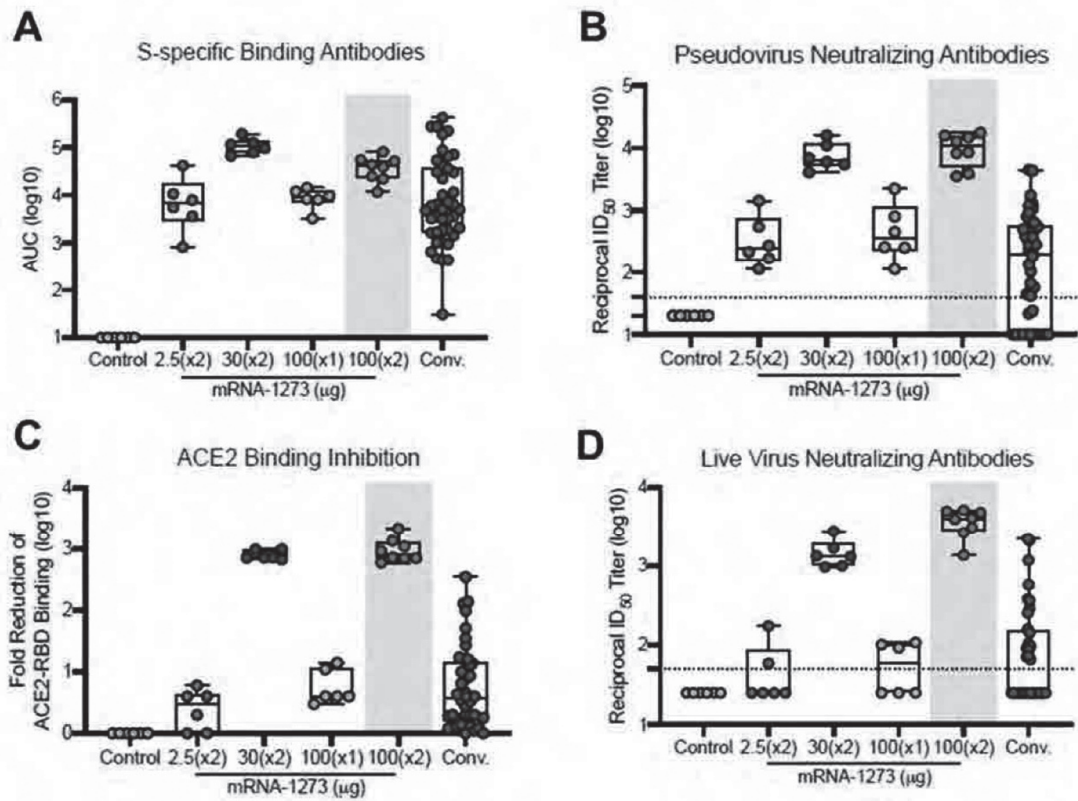 A
S-specific Binding Antibodies
AUC (log10)
6
5
4
3
2
1
Control 2.5(x2) 30(x2) 100(x1) 100(x2) Conv.
mRNA-1273 (µg)
B
Pseudovirus Neutralizing Antibodies
Reciprocal ID50 Titer (log10)
5
4
3
2
1
Control 2.5(x2) 30(x2) 100(x1) 100(x2) Conv.
mRNA-1273 (µg)
C
ACE2 Binding Inhibition
Fold Reduction of
ACE2-RBD Binding (log10)
4
3
2
1
0
Control 2.5(x2) 30(x2) 100(x1) 100(x2) Conv.
mRNA-1273 (µg)
D
Live Virus Neutralizing Antibodies
Reciprocal ID50 Titer (log10)
4
3
2
1
Control 2.5(x2) 30(x2) 100(x1) 100(x2) Conv.
mRNA-1273 (µg)